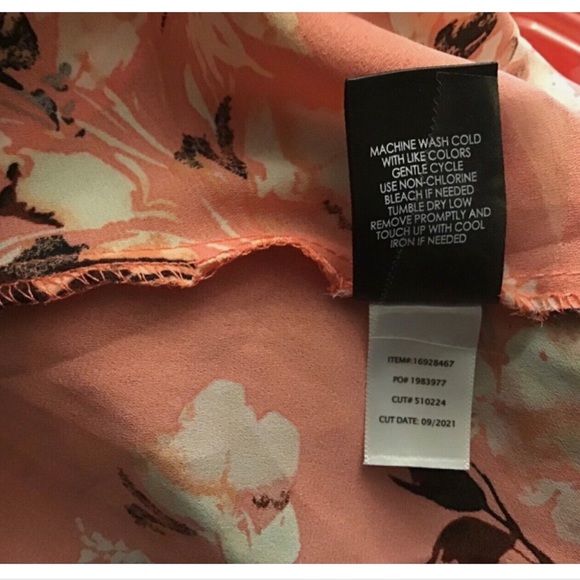 MACHINE WASH COLD
WITH LIKE COLORS
GENTLE CYCLE
USE NON-CHLORINE
BLEACH IF NEEDED
TUMBLE DRY LOW
REMOVE PROMPTLY AND
TOUCH UP WITH COOL
IRON IF NEEDED
ITEM#: 16928467
PO# 1983977
CUT# 510224
CUT DATE: 09/2021